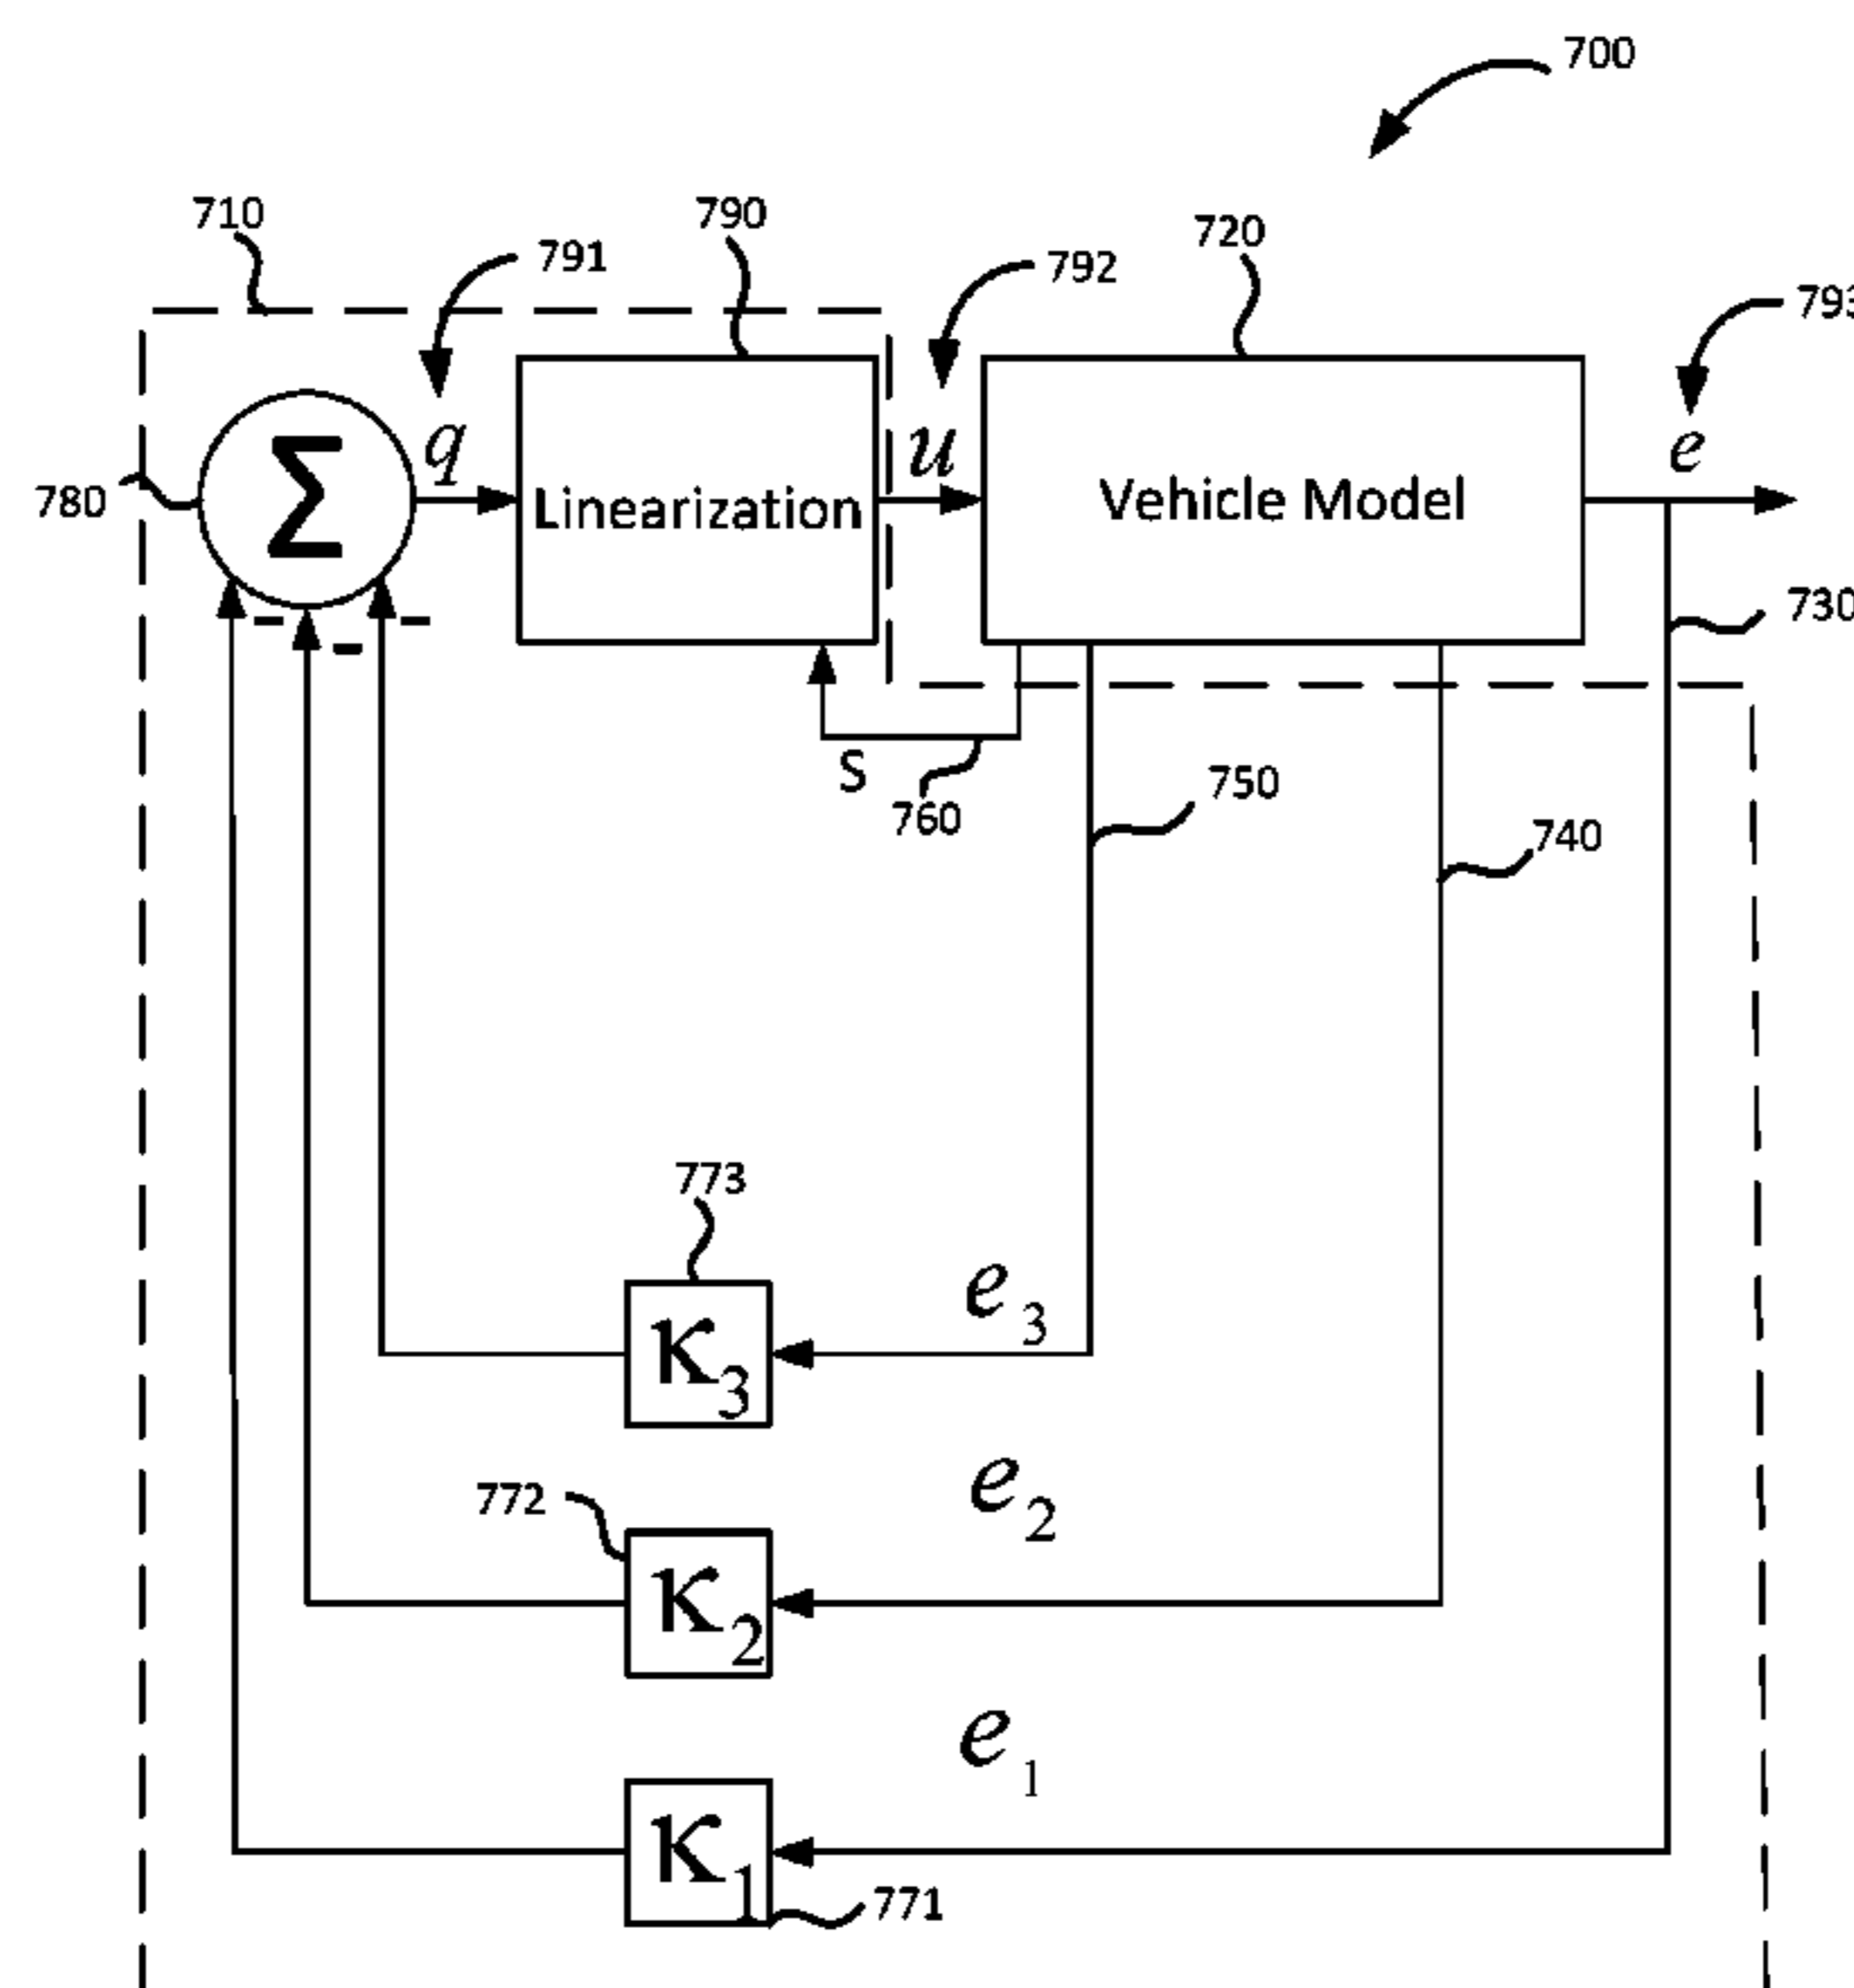 700
710
790
720
791
792
793
q
u
e
780
Σ
Linearization
Vehicle Model
- - -
730
S
760
750
740
773
e3
K3
772
e2
K2
e1
K1
771